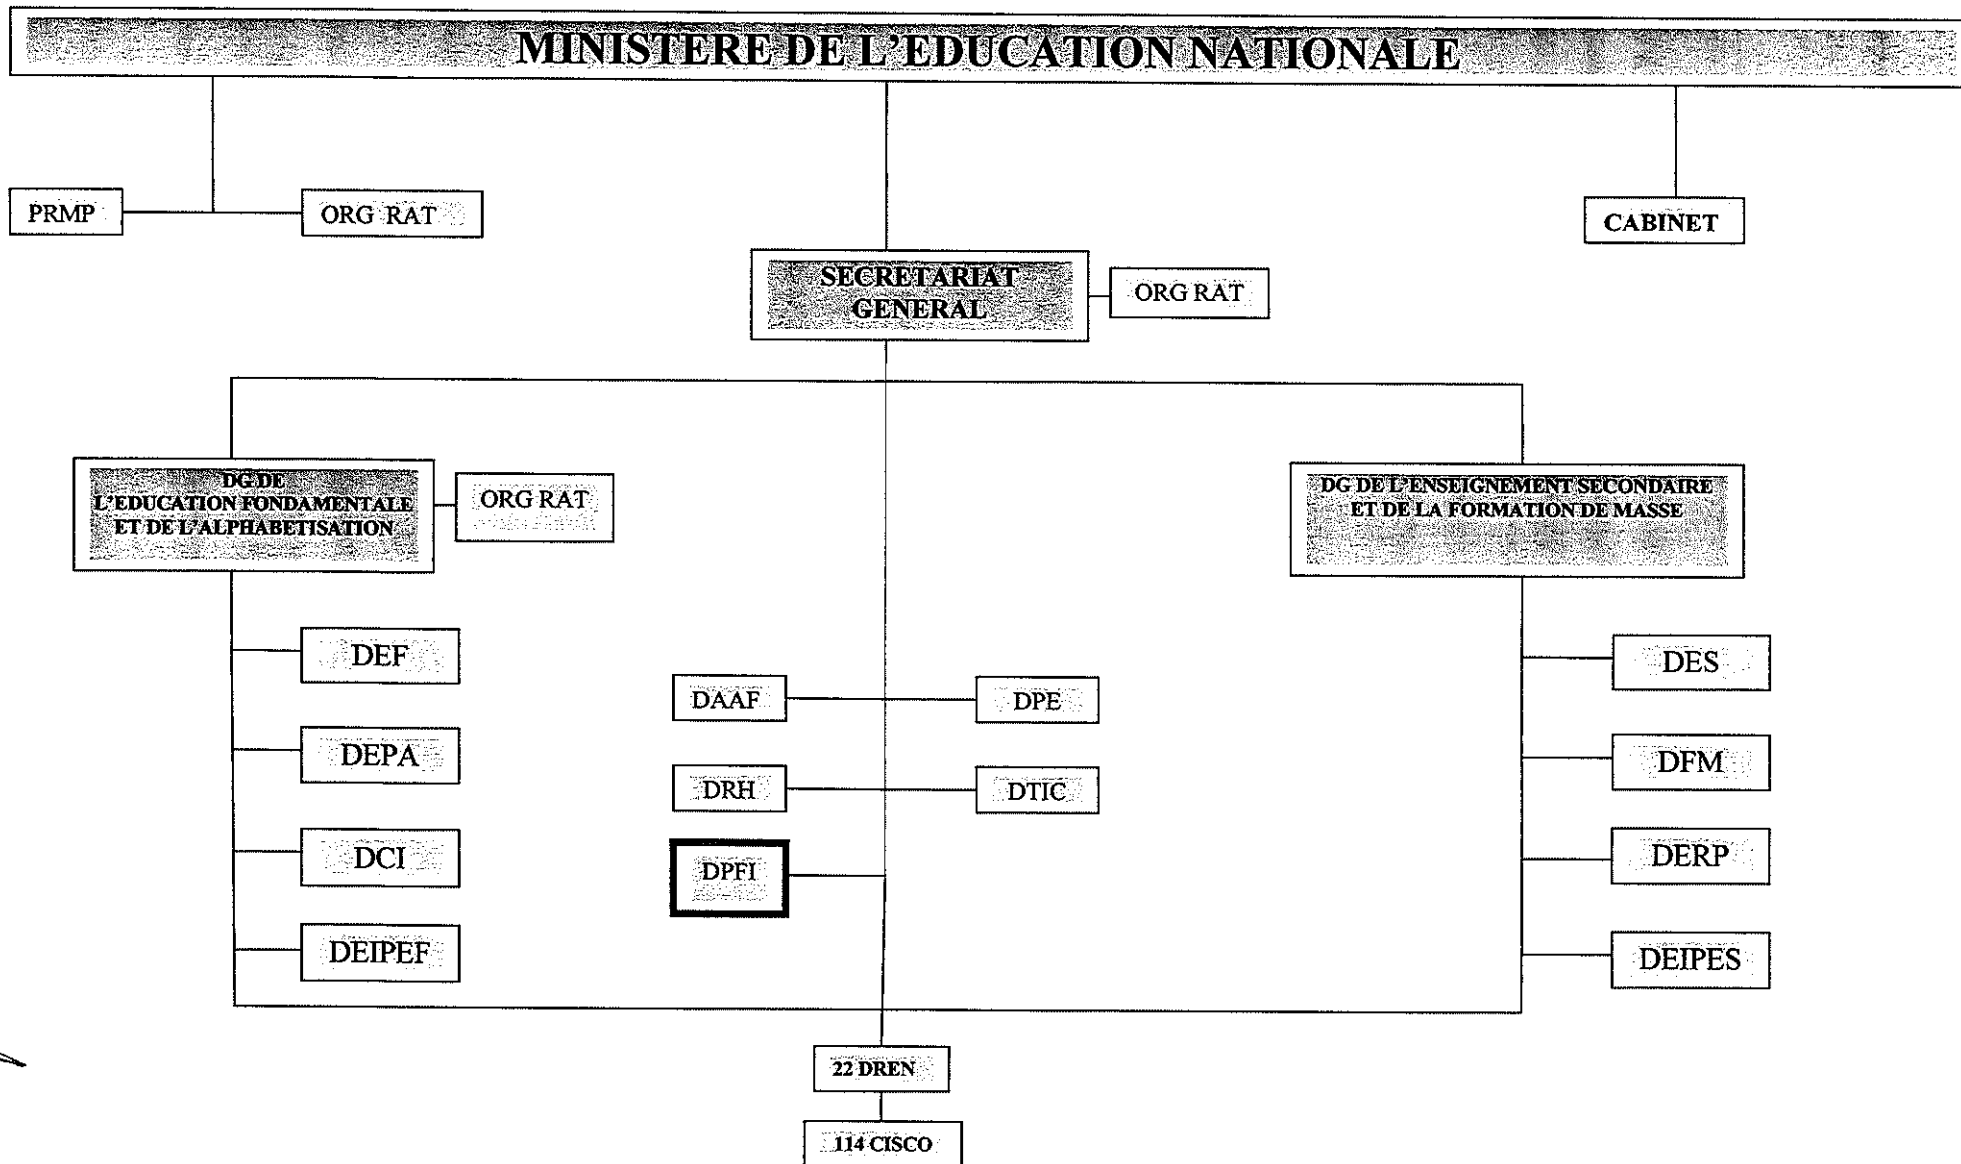 MINISTERE DE L'EDUCATION NATIONALE
PRMP
ORG RAT
CABINET
SECRETARIAT
GENERAL
ORG RAT
DG DE
L'EDUCATION FONDAMENTALE
ET DE L'ALPHABETISATION
ORG RAT
DG DE L'ENSEIGNEMENT SECONDAIRE
ET DE LA FORMATION DE MASSE
DEF
DEPA
DCI
DEIPEF
DAAF
DPE
DRH
DTIC
DPFI
DES
DFM
DERP
DEIPES
22 DREN
114 CISCO